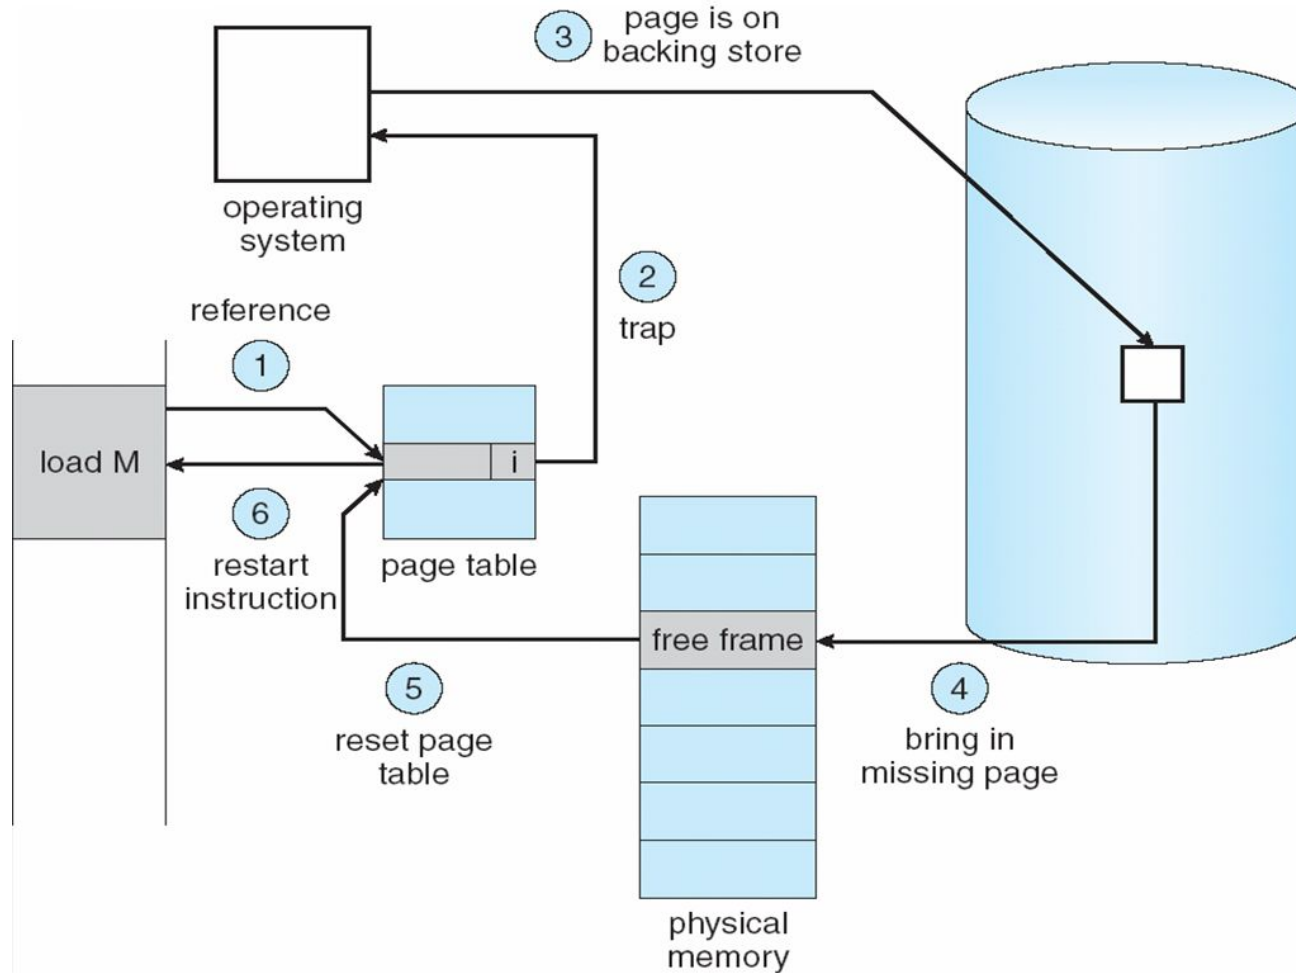 3
page is on
backing store
operating
system
2
trap
reference
1
load M
i
6
restart
instruction
page table
free frame
5
reset page
table
4
bring in
missing page
physical
memory